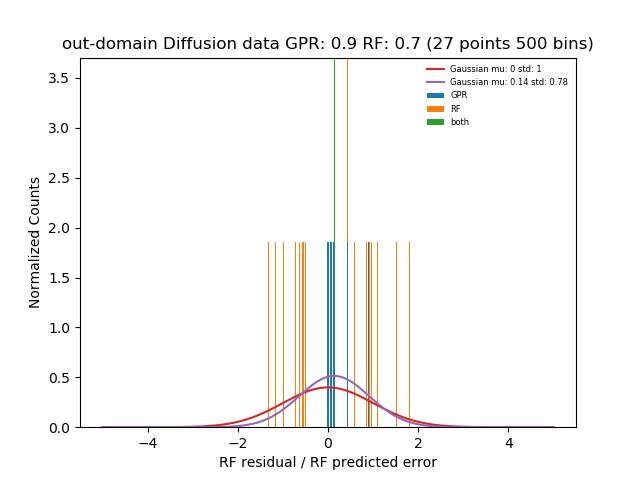 out-domain Diffusion data GPR: 0.9 RF: 0.7 (27 points 500 bins)
Gaussian mu: 0 std: 1
Gaussian mu: 0.14 std: 0.78
GPR
RF
both
Normalized Counts
3.5
3.0
2.5
2.0
1.5
1.0
0.5
0.0
−4 −2 0 2 4
RF residual / RF predicted error